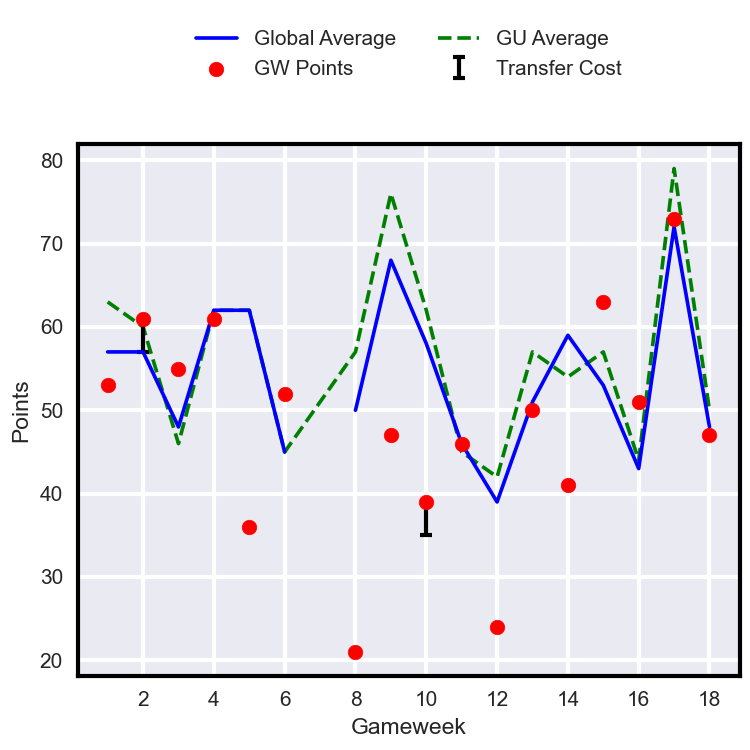 Global Average
GU Average
GW Points
Transfer Cost
80
70
60
50
40
30
20
Points
2 4 6 8 10 12 14 16 18
Gameweek